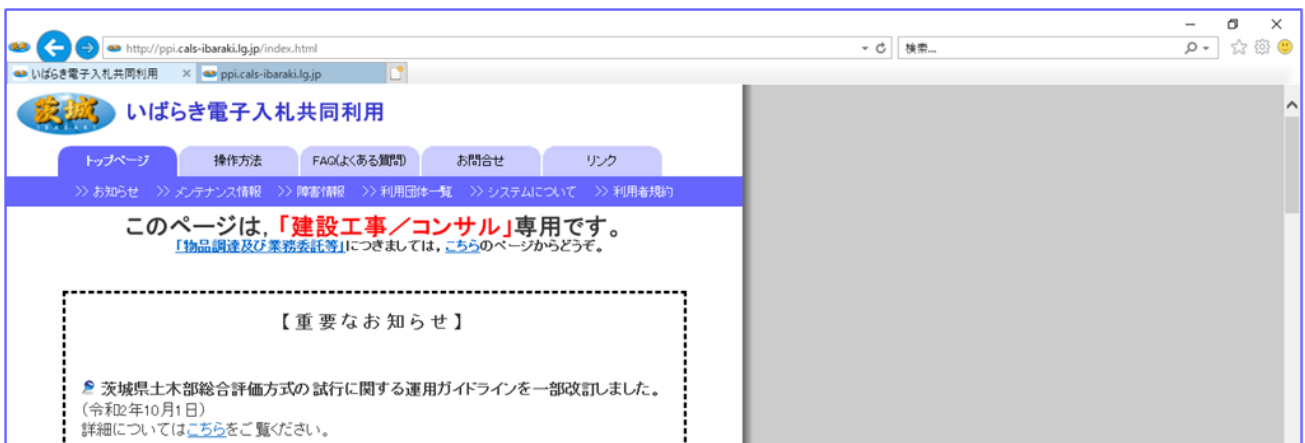 http://ppi.cals-ibaraki.lg.jp/index.html
検索...
いばらき電子入札共同利用
ppi.cals-ibaraki.lg.jp
茨城
IBARAKI
いばらき電子入札共同利用
トップページ
操作方法
FAQ(よくある質問)
お問合せ
リンク
>> お知らせ >> メンテナンス情報 >> 障害情報 >> 利用団体一覧 >> システムについて >> 利用者規約
このページは,「建設工事／コンサル」専用です。
「物品調達及び業務委託等」につきましては，こちらのページからどうぞ。
【重要なお知らせ】
茨城県土木部総合評価方式の試行に関する運用ガイドラインを一部改訂しました。
(令和2年10月1日)
詳細についてはこちらをご覧ください。